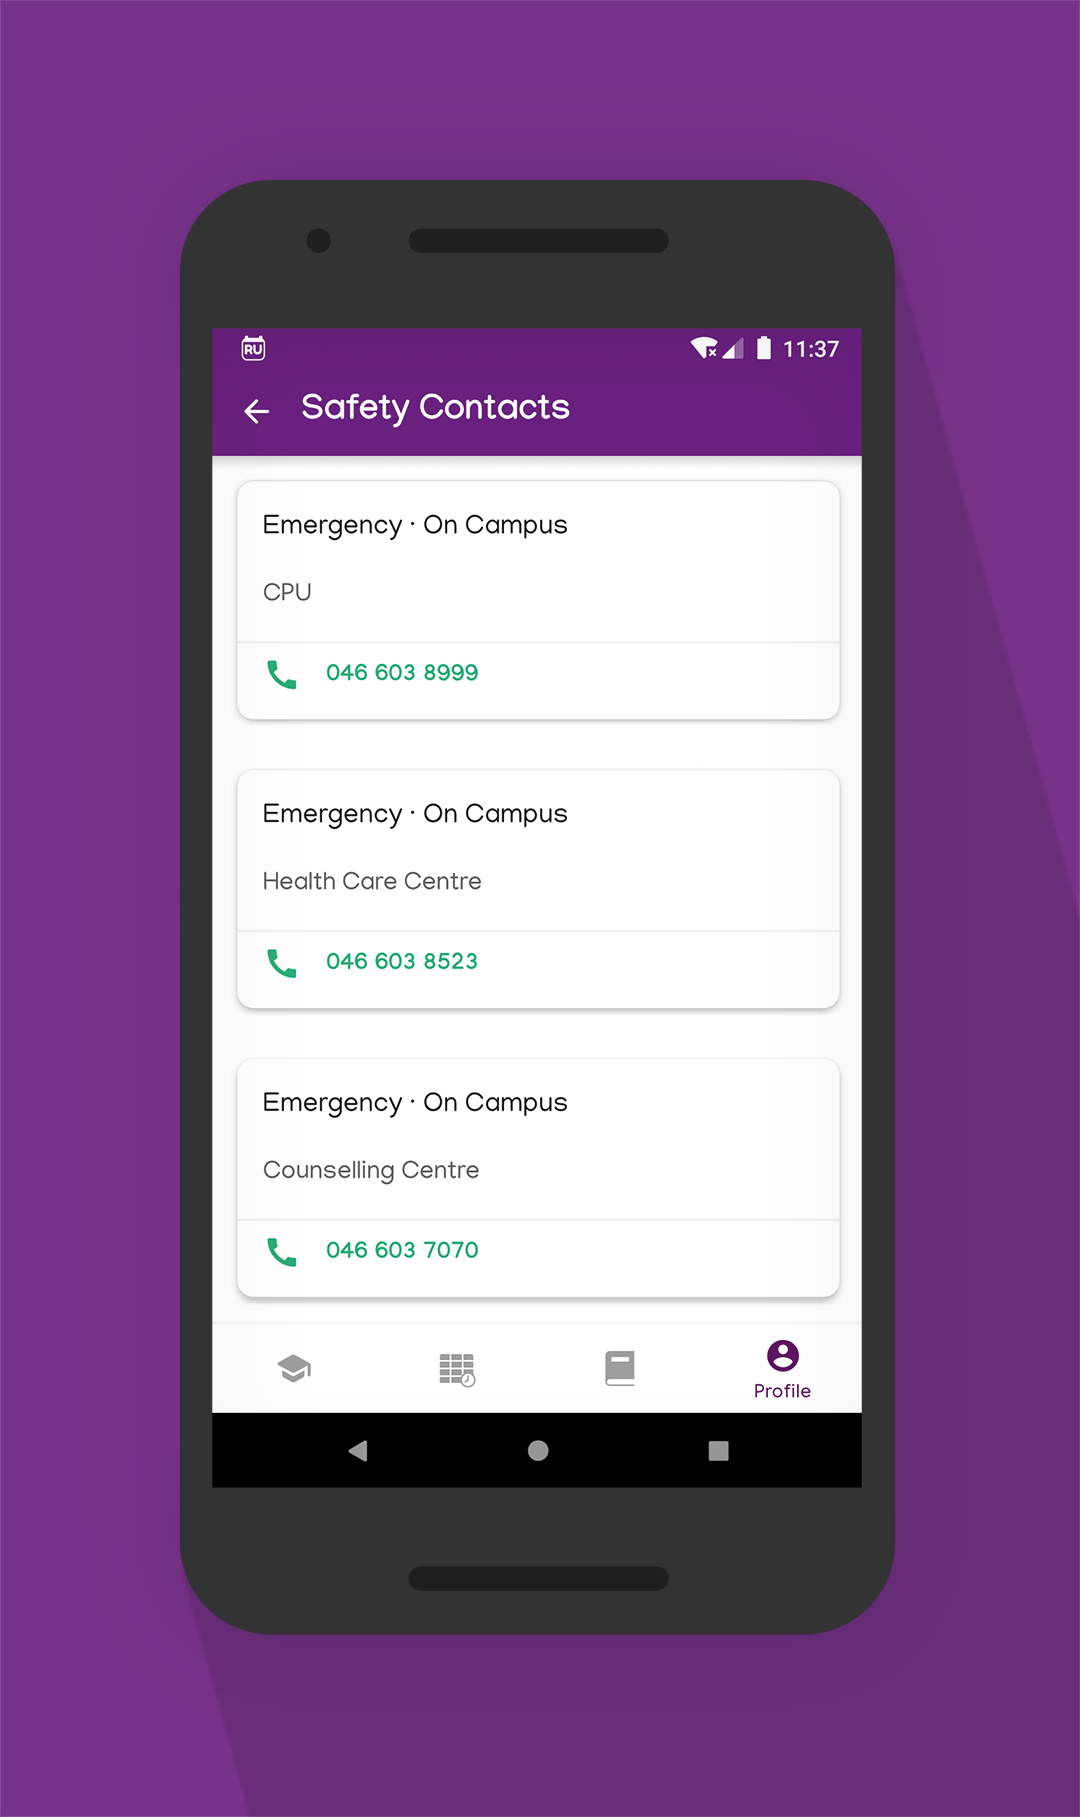 RU
11:37
Safety Contacts
Emergency · On Campus
CPU
046 603 8999
Emergency · On Campus
Health Care Centre
046 603 8523
Emergency · On Campus
Counselling Centre
046 603 7070
Profile